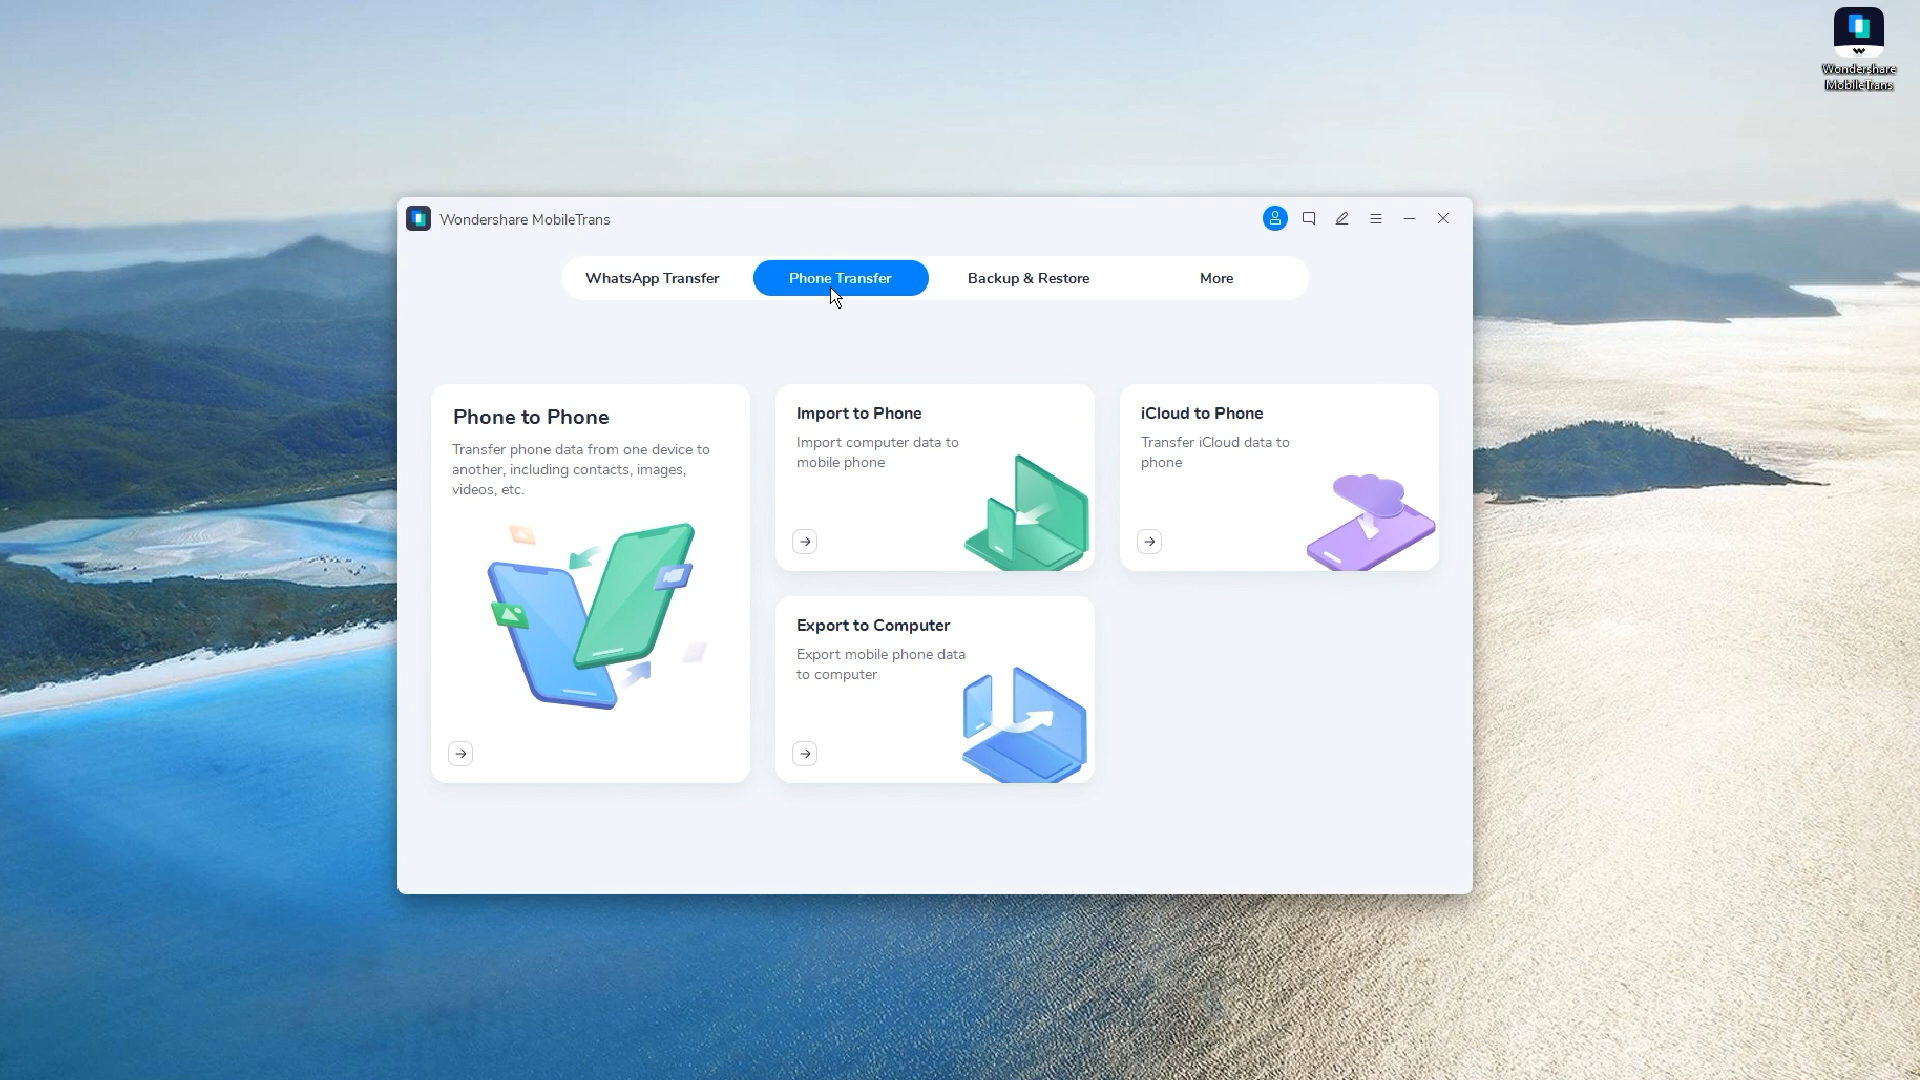 Wondershare
MobileTrans
Wondershare MobileTrans
WhatsApp Transfer
Phone Transfer
Backup & Restore
More
Phone to Phone
Transfer phone data from one device to
another, including contacts, images,
videos, etc.
Import to Phone
Import computer data to
mobile phone
iCloud to Phone
Transfer iCloud data to
phone
Export to Computer
Export mobile phone data
to computer